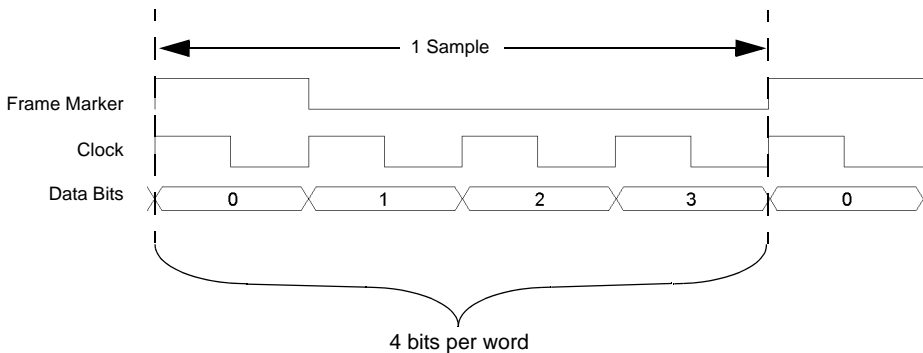 1 Sample
Frame Marker
Clock
Data Bits
0 1 2 3 0
4 bits per word